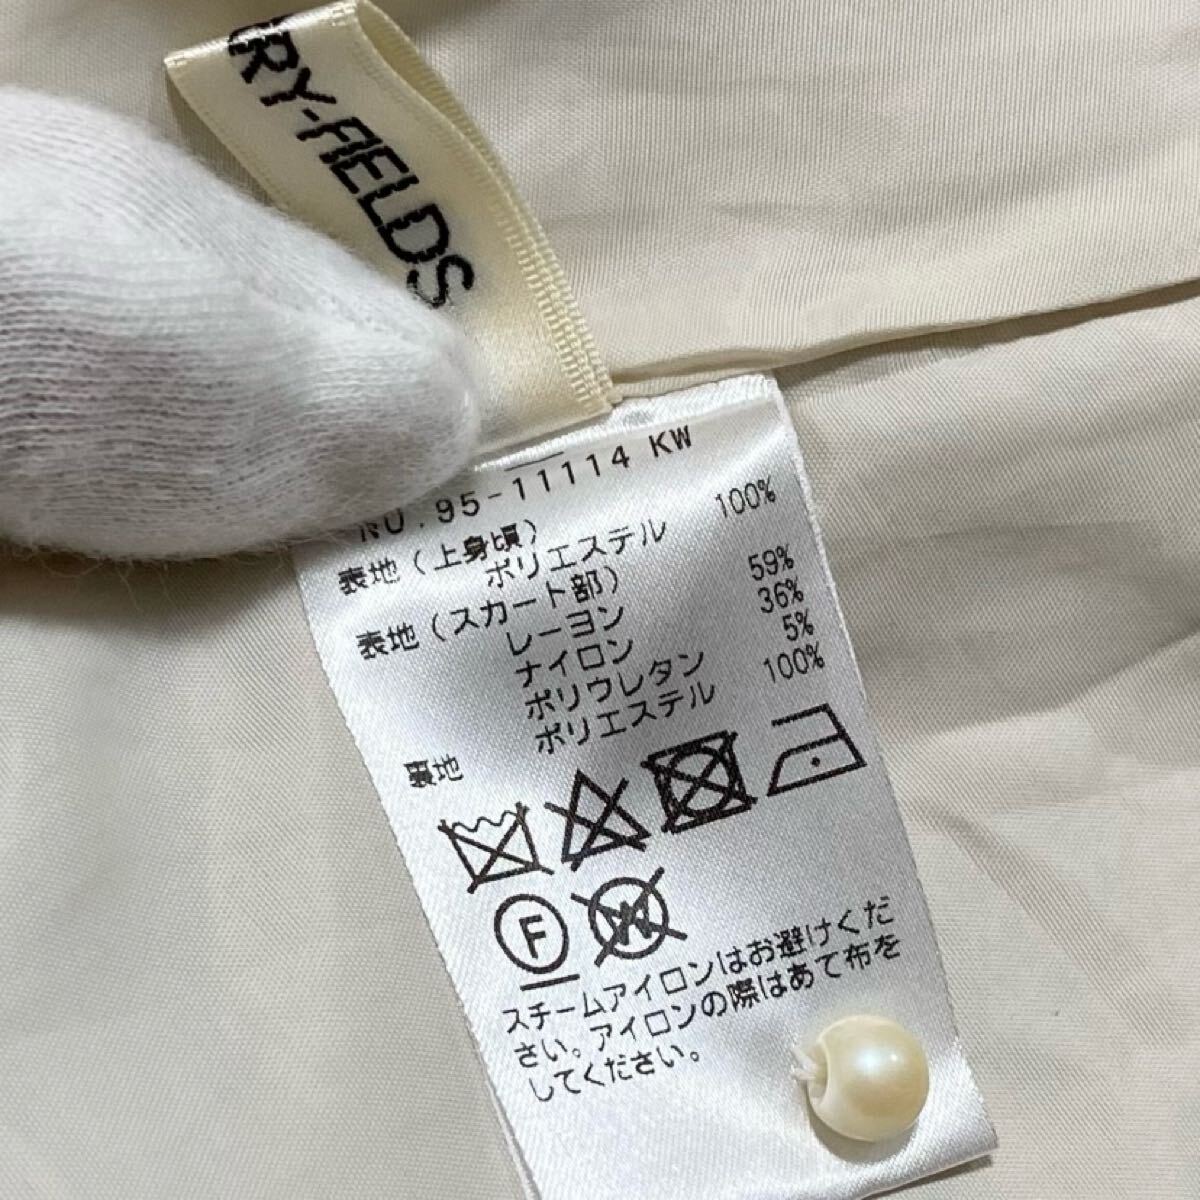 RY-FIELDS
NO.95-11114 KW
表地(上身頃)
ポリエステル 100%
表地(スカート部)
レーヨン 59%
ナイロン 36%
ポリウレタン 5%
裏地 ポリエステル 100%
F W
スチームアイロンはお避けくだ
さい。アイロンの際はあて布を
してください。